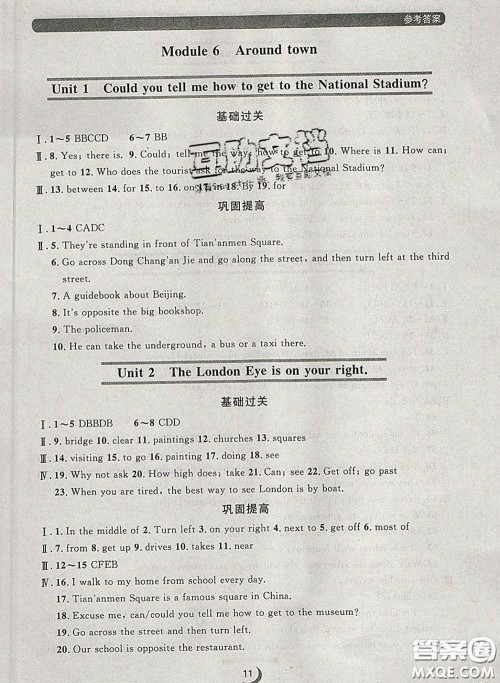 参考答案
Module 6 Around town
Unit 1 Could you tell me how to get to the National Stadium?
基础过关
Ⅰ. 1~5 BBCCD 6~7 BB
Ⅱ. 8. Yes; there is. 9. Could; tell me the way; how to get to 10. Where is; How can;
get to 12. Who does the tourist ask for the way to the National Stadium?
Ⅲ. 13. between 14. for 15. to 16. on 18. By 19. for
互助文档
巩固提高
Ⅰ. 1~4 CADC
Ⅱ. 5. They're standing in front of Tian'anmen Square.
6. Go across Dong Chang'an Jie and go along the street, and then turn left at the third
street.
7. A guidebook about Beijing.
8. It's opposite the big bookshop.
9. The policeman.
10. He can take the underground, a bus or a taxi there.
Unit 2 The London Eye is on your right.
基础过关
Ⅰ. 1~5 DBBDB 6~8 CDD
Ⅱ. 9. bridge 10. clear 11. paintings 12. churches 13. squares
Ⅲ. 14. visiting 15. to 16. to 17. doing 18. see
Ⅳ. 19. Why not ask 20. How high does; take 21. Can; see 22. Get off; go past
23. When you are tired, the best way to see London is by boat.
巩固提高
Ⅰ. 1. In the middle of 2. Turn left 3. on your right 4. next to 5. get off 6. most of
Ⅱ. 7. from 8. get up 9. drives 10. takes 11. near
Ⅲ. 12~15 CFEB
Ⅳ. 16. I walk to my home from school every day.
17. Tian'anmen Square is a famous square in China.
18. Excuse me, can/could you tell me how to get to the museum?
19. Go across the street and then turn left.
20. Our school is opposite the restaurant.
11
答案圈
MXQE.COM